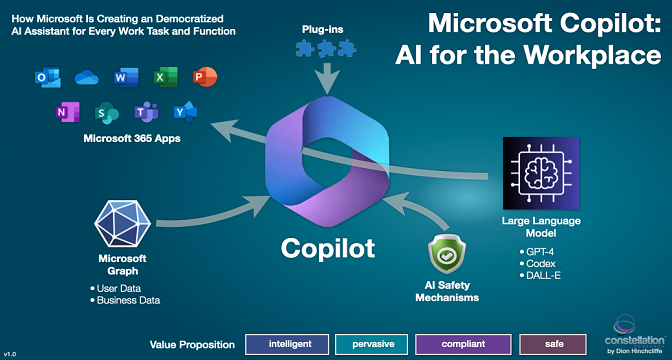 How Microsoft Is Creating an Democratized
AI Assistant for Every Work Task and Function
Plug-ins
Microsoft Copilot:
AI for the Workplace
Microsoft 365 Apps
Large Language
Model
• GPT-4
• Codex
• DALL-E
Copilot
Microsoft
Graph
• User Data
• Business Data
AI Safety
Mechanisms
Value Proposition
intelligent
pervasive
compliant
safe
constellation
by Dion Hinchcliffe
v1.0